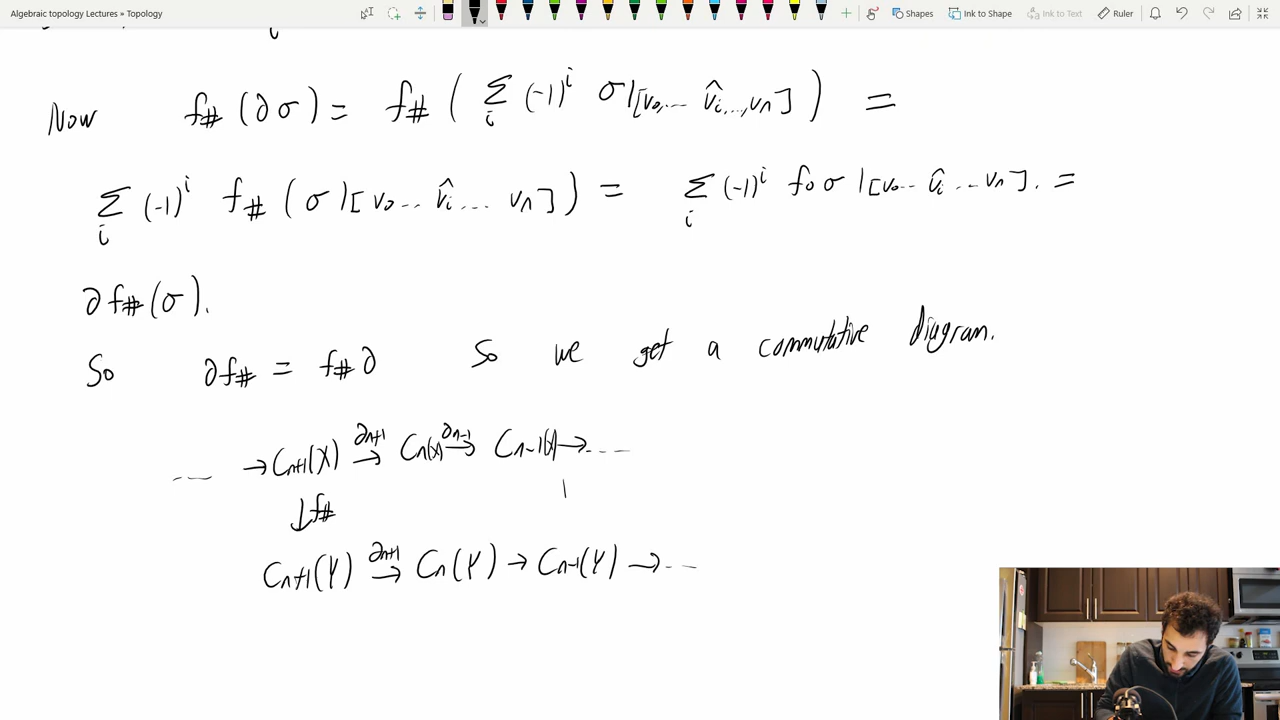 Algebraic topology Lectures » Topology
Shapes Ink to Shape Ink to Text Ruler
Now f#(∂σ) = f#( Σ_i (-1)^i σ|[v0,... v̂i,...,vn] ) =
Σ_i (-1)^i f#(σ|[v0... v̂i... vn]) = Σ_i (-1)^i f∘σ|[v0... v̂i...vn]. =
∂f#(σ).
So ∂f# = f#∂ So we get a commutative diagram.
.... → Cn+1(X) →^{∂n+1} Cn(X) →^{∂n-1} Cn-1(X) → ....
↓f#
Cn+1(Y) →^{∂n+1} Cn(Y) → Cn-1(Y) → ...